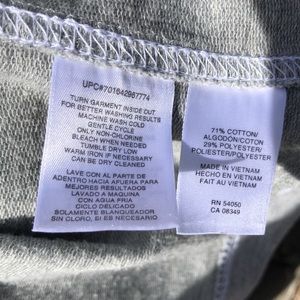 UPC#701642967774
TURN GARMENT INSIDE OUT
FOR BETTER WASHING RESULTS
MACHINE WASH COLD
GENTLE CYCLE
ONLY NON-CHLORINE
BLEACH WHEN NEEDED
TUMBLE DRY LOW
WARM IRON IF NECESSARY
CAN BE DRY CLEANED
LAVE CON AL PARTE DE
ADENTRO HACIA AFUERA PARA
MEJORES RESULTADOS
LAVADO A MAQUINA
CON AQUA FRIA
CICLO DELICADO
SOLAMENTE BLANQUEADOR
SIN CLORO, SI ES NECESARIO
71% COTTON/
ALGODON/COTON
29% POLYESTER/
POLIESTER/POLYESTER
MADE IN VIETNAM
HECHO EN VIETNAM
FAIT AU VIETNAM
RN 54050
CA 08349